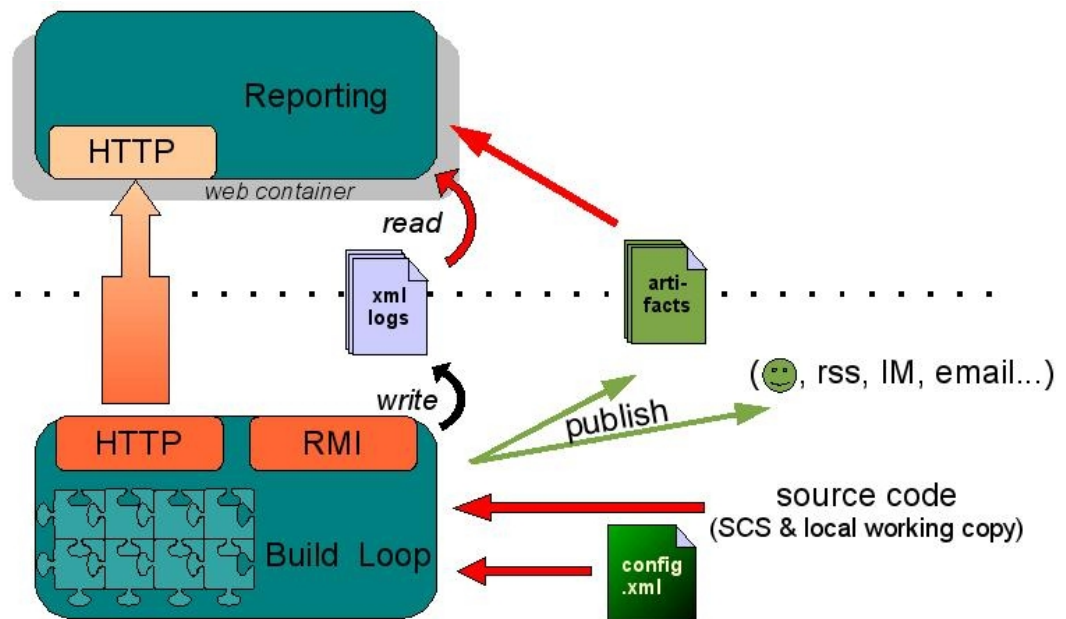 Reporting
HTTP
web container
read
xml
logs
arti-
facts
(, rss, IM, email...)
write
publish
HTTP
RMI
source code
(SCS & local working copy)
Build Loop
config
.xml